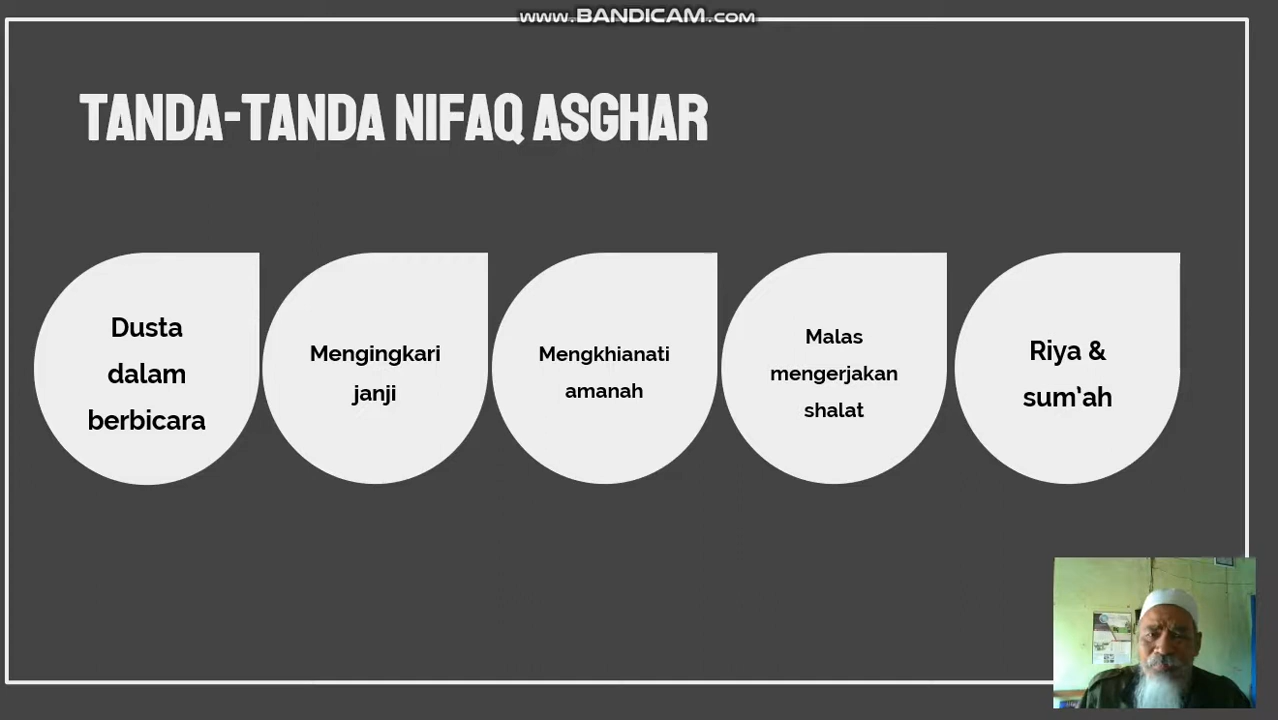 WWW.BANDICAM.COM
TANDA-TANDA NIFAQ ASGHAR
Dusta
dalam
berbicara
Mengingkari
janji
Mengkhianati
amanah
Malas
mengerjakan
shalat
Riya &
sum'ah